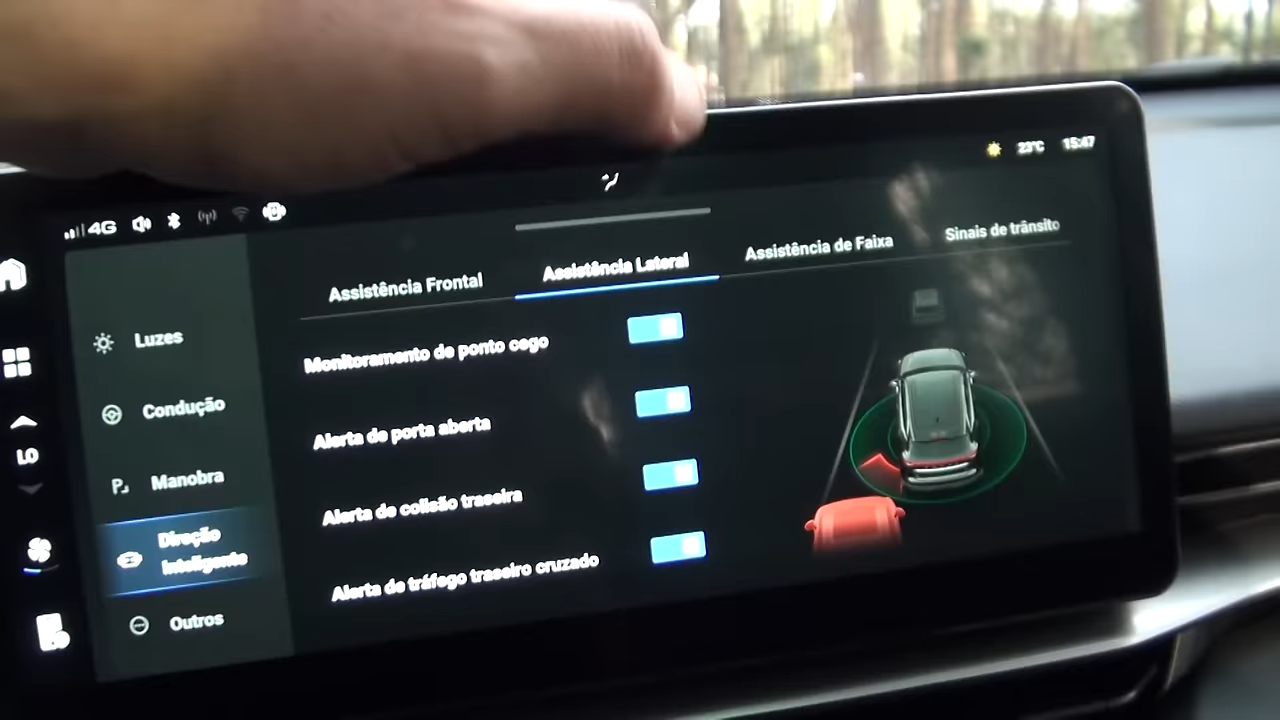 4G
23°C 15:47
Assistência Frontal
Assistência Lateral
Assistência de Faixa
Sinais de trânsito
Luzes
Condução
Manobra
Direção
Inteligente
Outros
LO
Monitoramento de ponto cego
Alerta de porta aberta
Alerta de colisão traseira
Alerta de tráfego traseiro cruzado